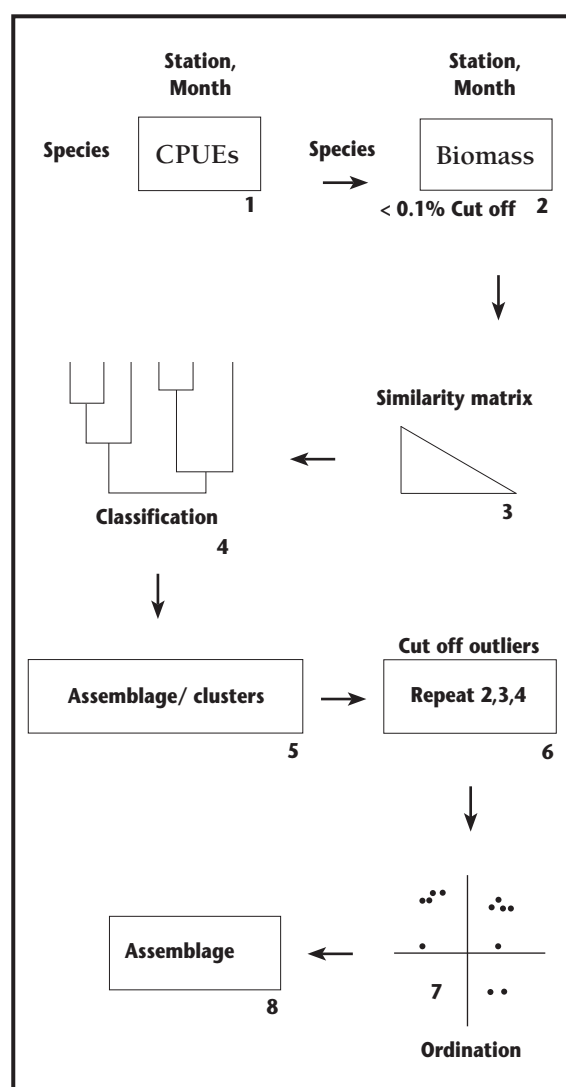 Station,
Month
Station,
Month
Species
CPUEs
Species
Biomass
1
< 0.1% Cut off
2
Similarity matrix
3
Classification
4
Cut off outliers
Assemblage/ clusters
Repeat 2,3,4
5
6
Assemblage
8
7
Ordination